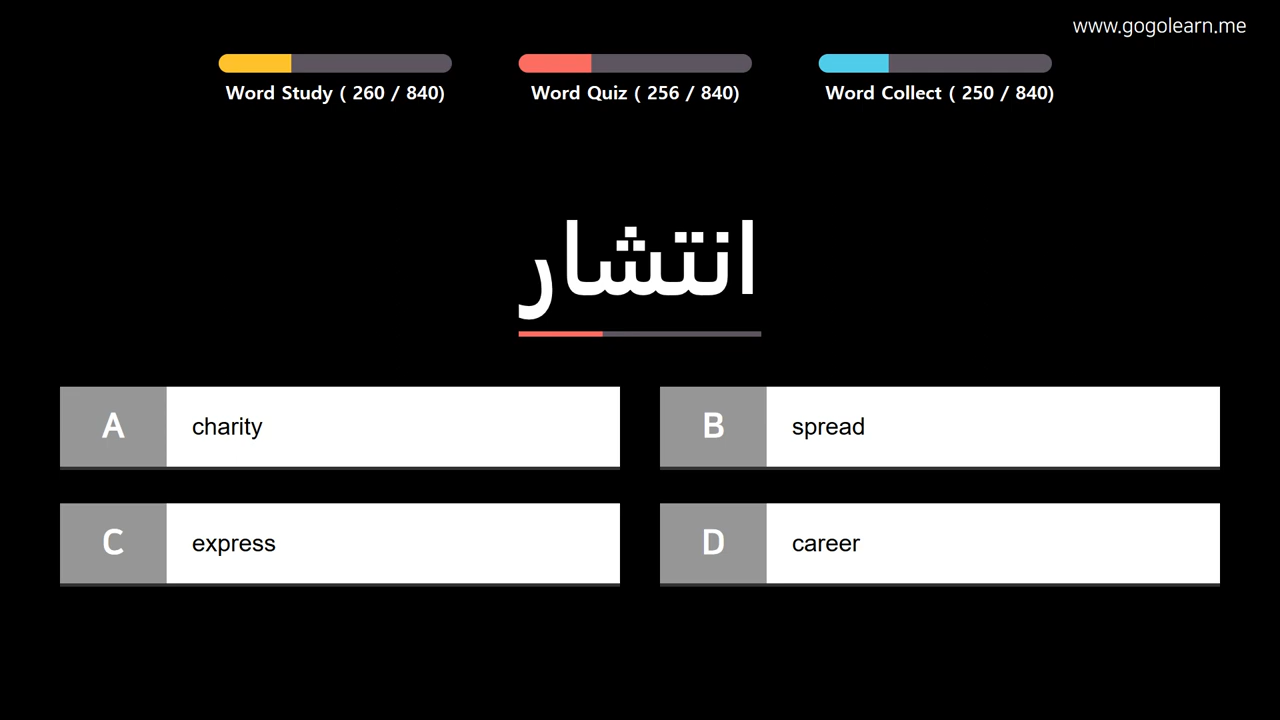 www.gogolearn.me
Word Study ( 260 / 840)
Word Quiz ( 256 / 840)
Word Collect ( 250 / 840)
انتشار
A charity
B spread
C express
D career